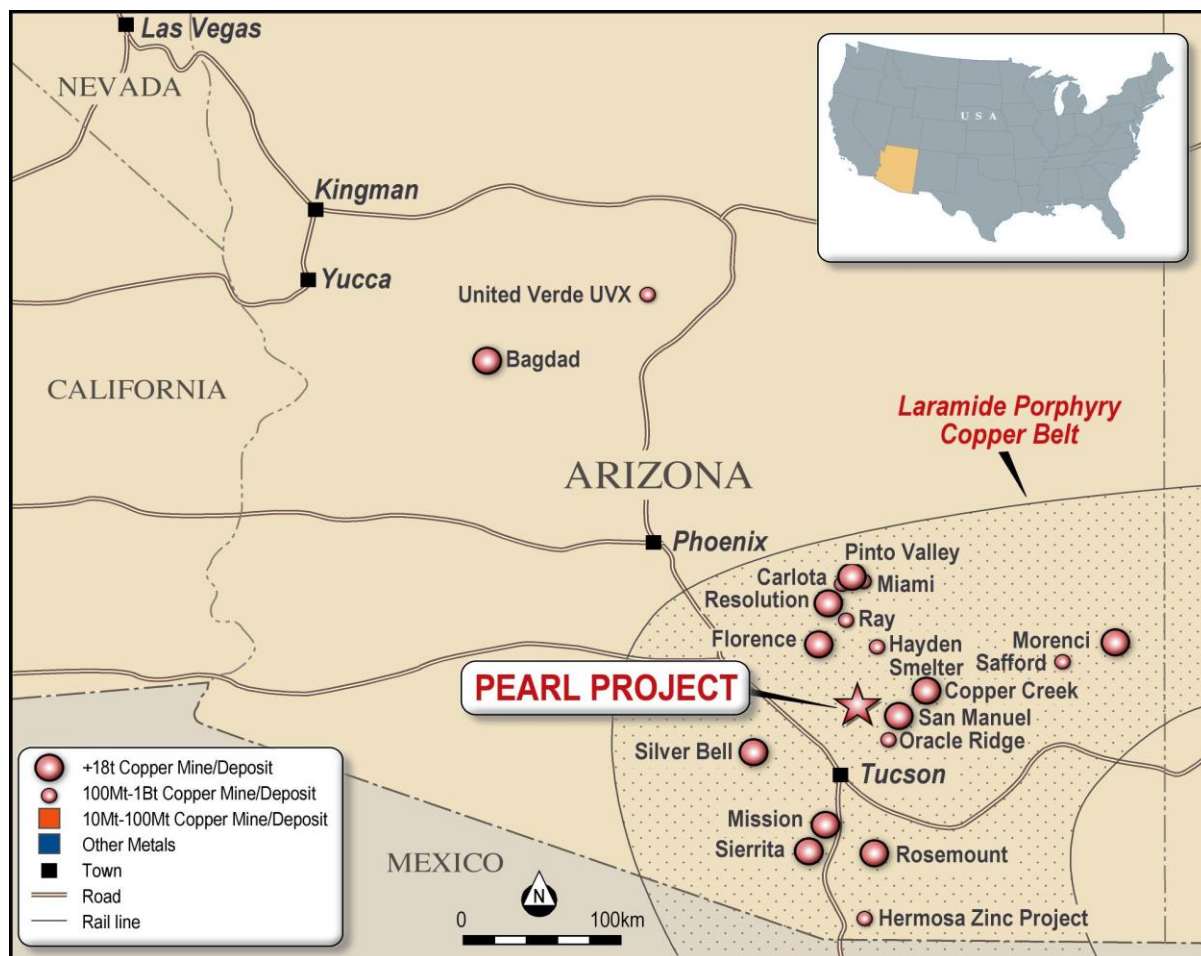 Las Vegas
NEVADA
USA
Kingman
Yucca
United Verde UVX
Bagdad
CALIFORNIA
Laramide Porphyry
Copper Belt
ARIZONA
Phoenix
Pinto Valley
Carlota
Miami
Resolution
Ray
Florence
Hayden
Smelter
Morenci
Safford
PEARL PROJECT
Copper Creek
San Manuel
Oracle Ridge
Silver Bell
Tucson
Mission
Sierrita
Rosemount
MEXICO
Hermosa Zinc Project
+18t Copper Mine/Deposit
100Mt-1Bt Copper Mine/Deposit
10Mt-100Mt Copper Mine/Deposit
Other Metals
Town
Road
Rail line
N
0 100km